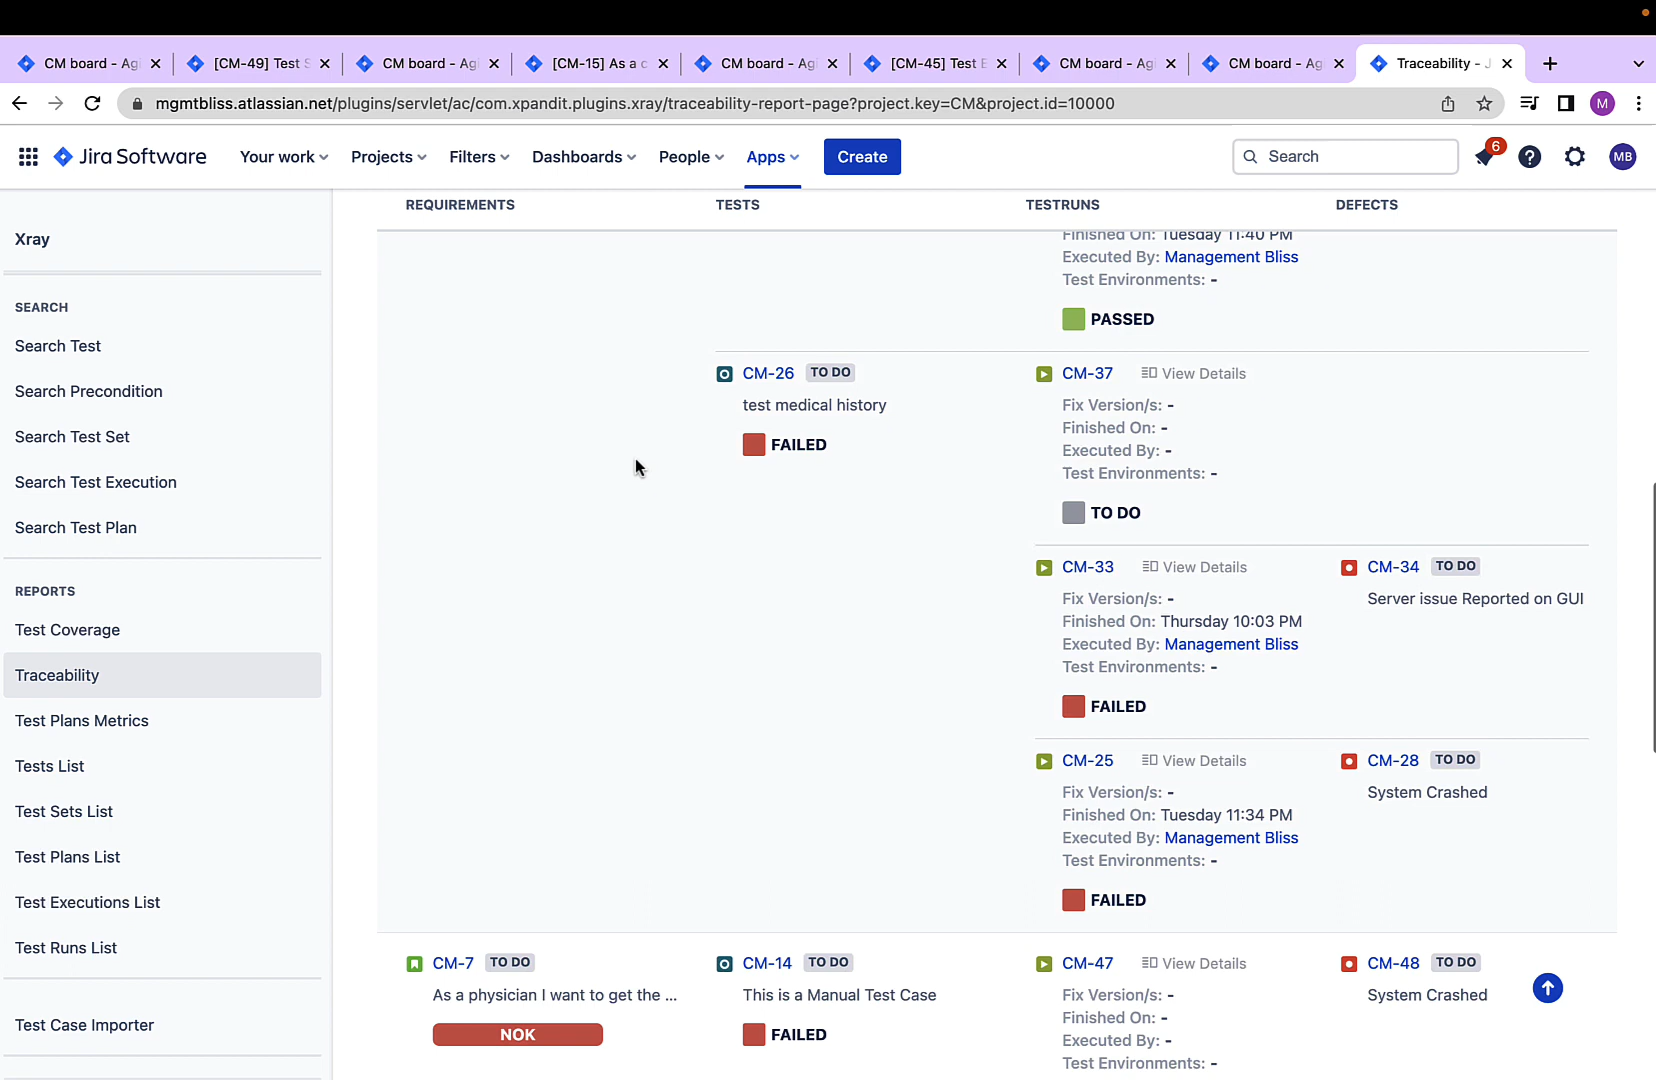 CM board - Ag
[CM-49] Test S
CM board - Ag
[CM-15] As a c
CM board - Ag
[CM-45] Test E
CM board - Ag
CM board - Ag
Traceability - J
mgmtbliss.atlassian.net/plugins/servlet/ac/com.xpandit.plugins.xray/traceability-report-page?project.key=CM&project.id=10000
M
Jira Software
Your work
Projects
Filters
Dashboards
People
Apps
Create
Search
6
MB
Xray
SEARCH
Search Test
Search Precondition
Search Test Set
Search Test Execution
Search Test Plan
REPORTS
Test Coverage
Traceability
Test Plans Metrics
Tests List
Test Sets List
Test Plans List
Test Executions List
Test Runs List
Test Case Importer
REQUIREMENTS TESTS TESTRUNS DEFECTS
Finished On: Tuesday 11:40 PM
Executed By: Management Bliss
Test Environments: -
PASSED
CM-26 TO DO
test medical history
FAILED
CM-37 View Details
Fix Version/s: -
Finished On: -
Executed By: -
Test Environments: -
TO DO
CM-33 View Details
Fix Version/s: -
Finished On: Thursday 10:03 PM
Executed By: Management Bliss
Test Environments: -
FAILED
CM-34 TO DO
Server issue Reported on GUI
CM-25 View Details
Fix Version/s: -
Finished On: Tuesday 11:34 PM
Executed By: Management Bliss
Test Environments: -
FAILED
CM-28 TO DO
System Crashed
CM-7 TO DO
As a physician I want to get the ...
NOK
CM-14 TO DO
This is a Manual Test Case
FAILED
CM-47 View Details
Fix Version/s: -
Finished On: -
Executed By: -
Test Environments: -
CM-48 TO DO
System Crashed